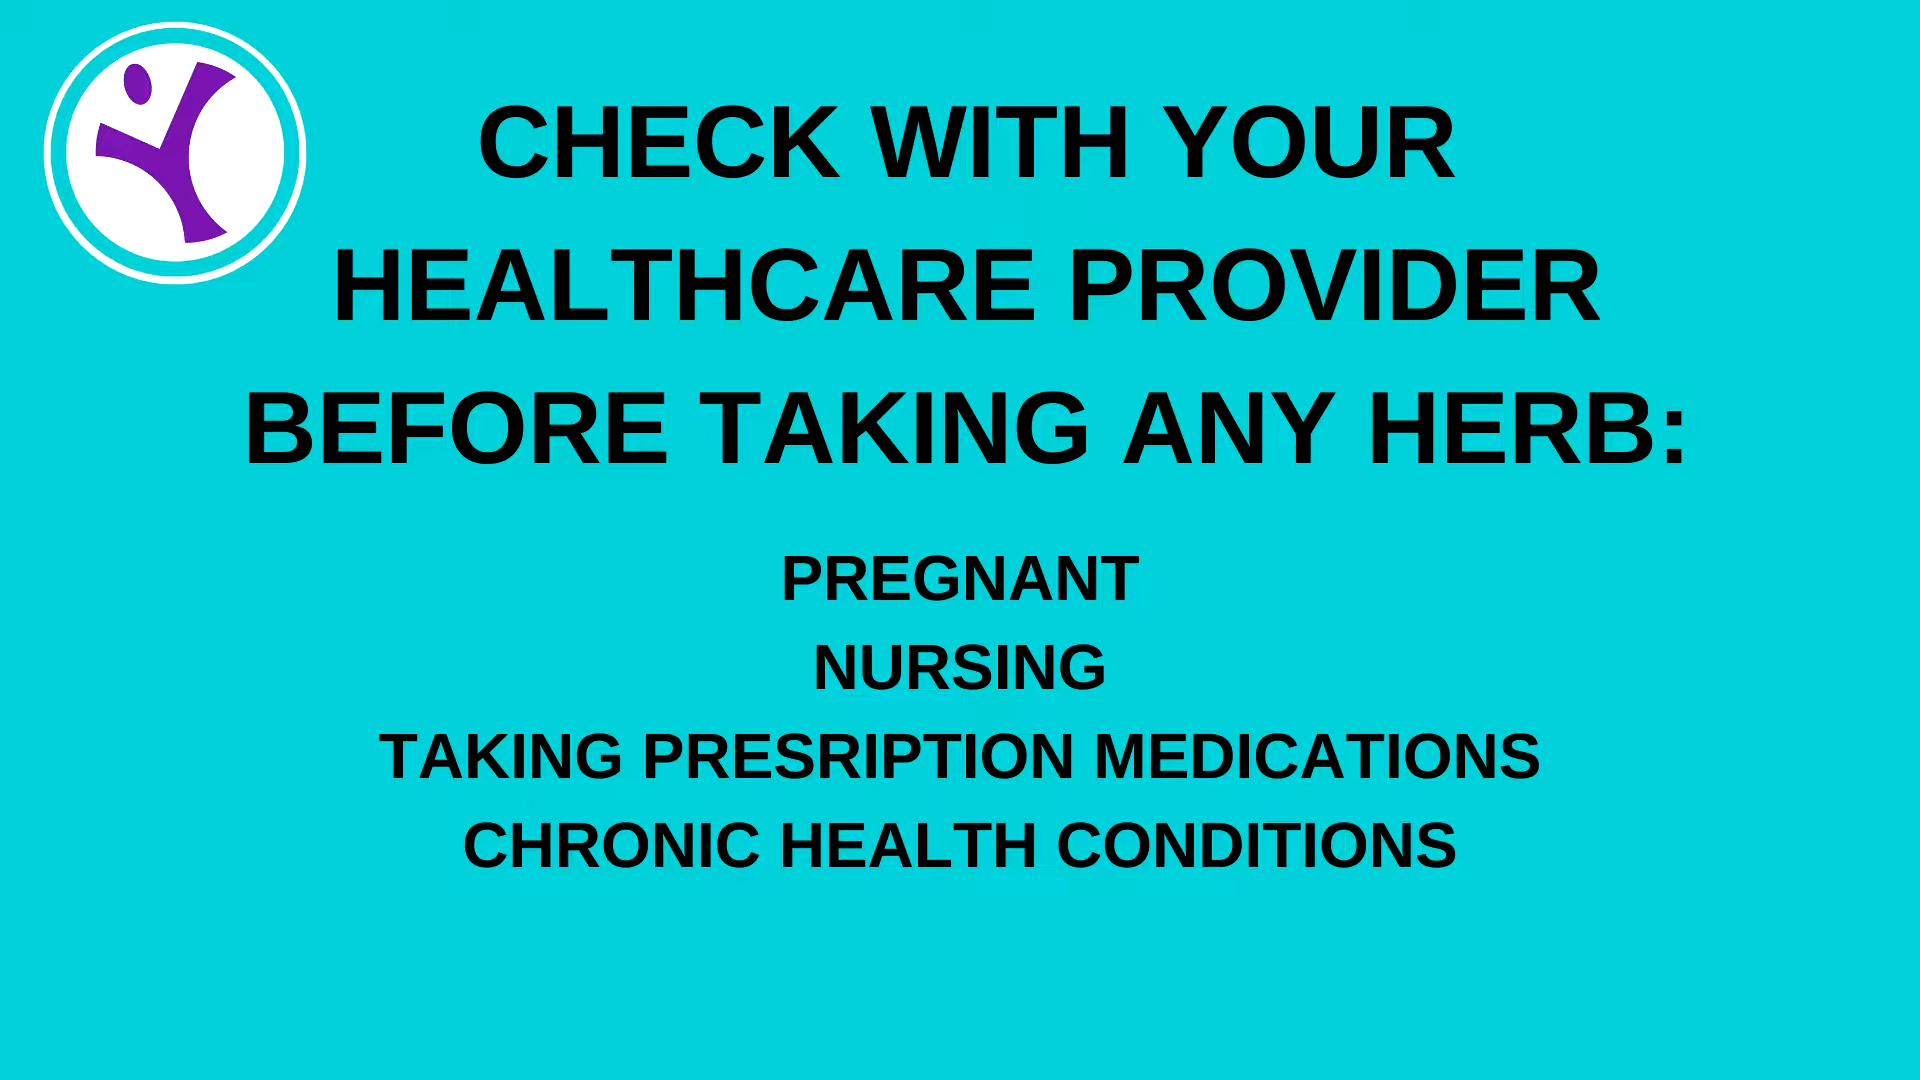 CHECK WITH YOUR
HEALTHCARE PROVIDER
BEFORE TAKING ANY HERB:
PREGNANT
NURSING
TAKING PRESRIPTION MEDICATIONS
CHRONIC HEALTH CONDITIONS